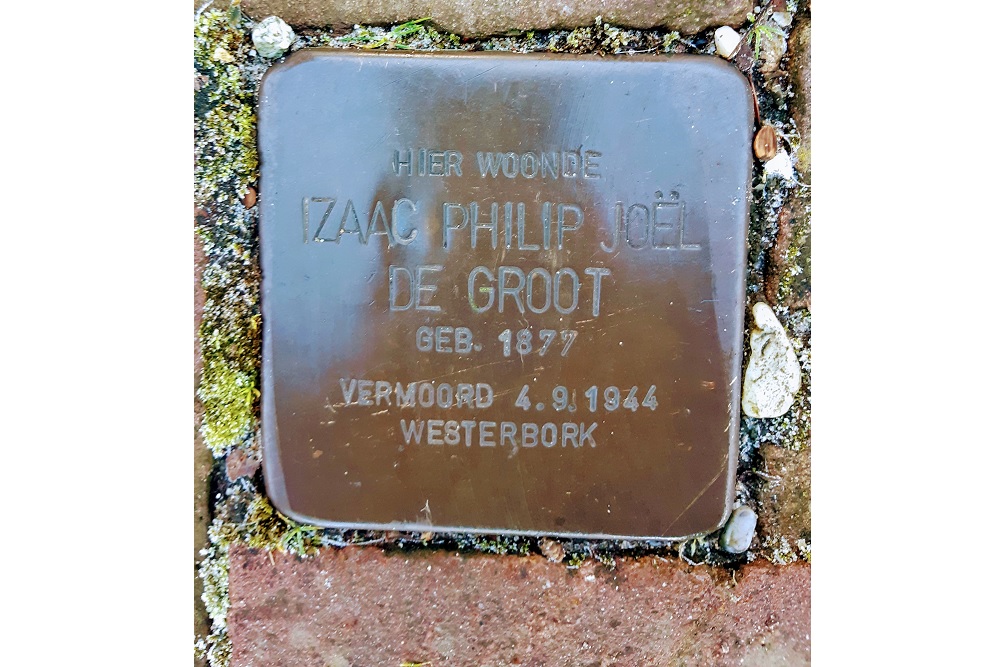 HIER WOONDE
IZAAC PHILIP JOËL
DE GROOT
GEB. 1877
VERMOORD 4.9.1944
WESTERBORK